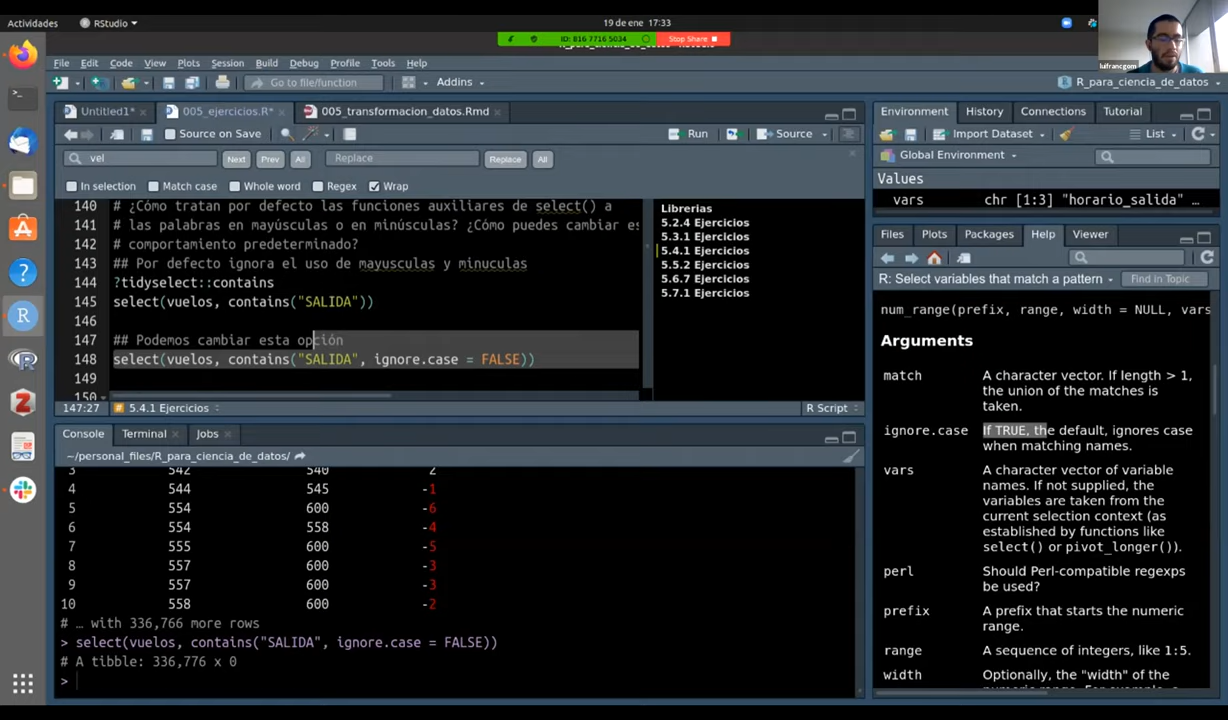 Actividades
RStudio
19 de ene 17:33
ID: 816 7716 5034
Stop Share
luifrancgom
File Edit Code View Plots Session Build Debug Profile Tools Help
Go to file/function
Addins
R_para_ciencia_de_datos
Untitled1*
005_ejercicios.R*
005_transformacion_datos.Rmd
Source on Save
Run
Source
vel
Next Prev All
Replace
Replace All
In selection Match case Whole word Regex Wrap
140 # ¿Cómo tratan por defecto las funciones auxiliares de select() a
141 # las palabras en mayúsculas o en minúsculas? ¿Cómo puedes cambiar es
142 # comportamiento predeterminado?
143 ## Por defecto ignora el uso de mayusculas y minuculas
144 ?tidyselect::contains
145 select(vuelos, contains("SALIDA"))
146
147 ## Podemos cambiar esta opción
148 select(vuelos, contains("SALIDA", ignore.case = FALSE))
149
150
Librerias
5.2.4 Ejercicios
5.3.1 Ejercicios
5.4.1 Ejercicios
5.5.2 Ejercicios
5.6.7 Ejercicios
5.7.1 Ejercicios
147:27
5.4.1 Ejercicios
R Script
Console Terminal Jobs
~/personal_files/R_para_ciencia_de_datos/
3 542 540 2
4 544 545 -1
5 554 600 -6
6 554 558 -4
7 555 600 -5
8 557 600 -3
9 557 600 -3
10 558 600 -2
# … with 336,766 more rows
> select(vuelos, contains("SALIDA", ignore.case = FALSE))
# A tibble: 336,776 x 0
>
Environment History Connections Tutorial
Import Dataset
List
Global Environment
Values
vars chr [1:3] "horario_salida" …
Files Plots Packages Help Viewer
R: Select variables that match a pattern
Find in Topic
num_range(prefix, range, width = NULL, vars
Arguments
match A character vector. If length > 1,
the union of the matches is
taken.
ignore.case If TRUE, the default, ignores case
when matching names.
vars A character vector of variable
names. If not supplied, the
variables are taken from the
current selection context (as
established by functions like
select() or pivot_longer()).
perl Should Perl-compatible regexps
be used?
prefix A prefix that starts the numeric
range.
range A sequence of integers, like 1:5.
width Optionally, the "width" of the